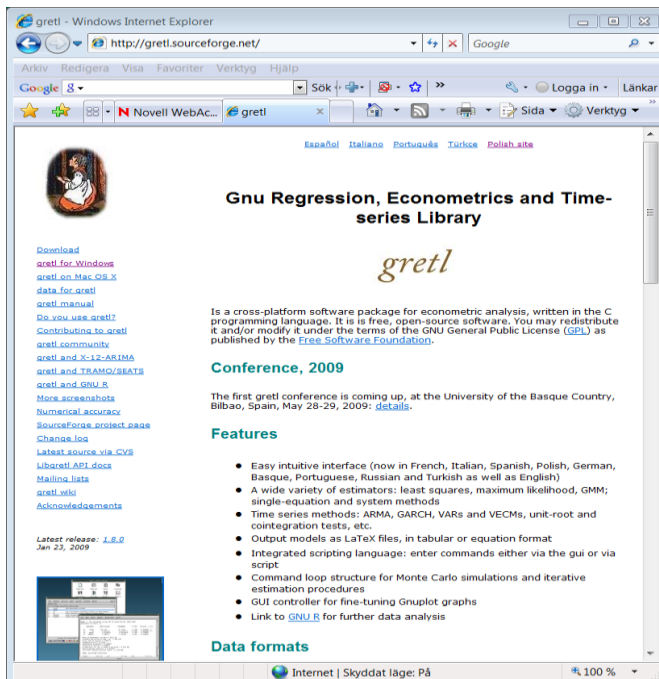 gretl - Windows Internet Explorer
http://gretl.sourceforge.net/
Google
Arkiv Redigera Visa Favoriter Verktyg Hjälp
Google g Sök » Logga in Länkar
Novell WebAc... gretl Sida Verktyg »
Español Italiano Português Türkce Polish site
Gnu Regression, Econometrics and Time-
series Library
gretl
Download
gretl for Windows
gretl on Mac OS X
data for gretl
gretl manual
Do you use gretl?
Contributing to gretl
gretl community
gretl and X-12-ARIMA
gretl and TRAMO/SEATS
gretl and GNU R
More screenshots
Numerical accuracy
SourceForge project page
Change log
Latest source via CVS
Libgretl API docs
Mailing lists
gretl wiki
Acknowledgements
Latest release: 1.8.0
Jan 23, 2009
Is a cross-platform software package for econometric analysis, written in the C
programming language. It is is free, open-source software. You may redistribute
it and/or modify it under the terms of the GNU General Public License (GPL) as
published by the Free Software Foundation.
Conference, 2009
The first gretl conference is coming up, at the University of the Basque Country,
Bilbao, Spain, May 28-29, 2009: details.
Features
• Easy intuitive interface (now in French, Italian, Spanish, Polish, German,
Basque, Portuguese, Russian and Turkish as well as English)
• A wide variety of estimators: least squares, maximum likelihood, GMM;
single-equation and system methods
• Time series methods: ARMA, GARCH, VARs and VECMs, unit-root and
cointegration tests, etc.
• Output models as LaTeX files, in tabular or equation format
• Integrated scripting language: enter commands either via the gui or via
script
• Command loop structure for Monte Carlo simulations and iterative
estimation procedures
• GUI controller for fine-tuning Gnuplot graphs
• Link to GNU R for further data analysis
Data formats
Internet | Skyddat läge: På
100 %